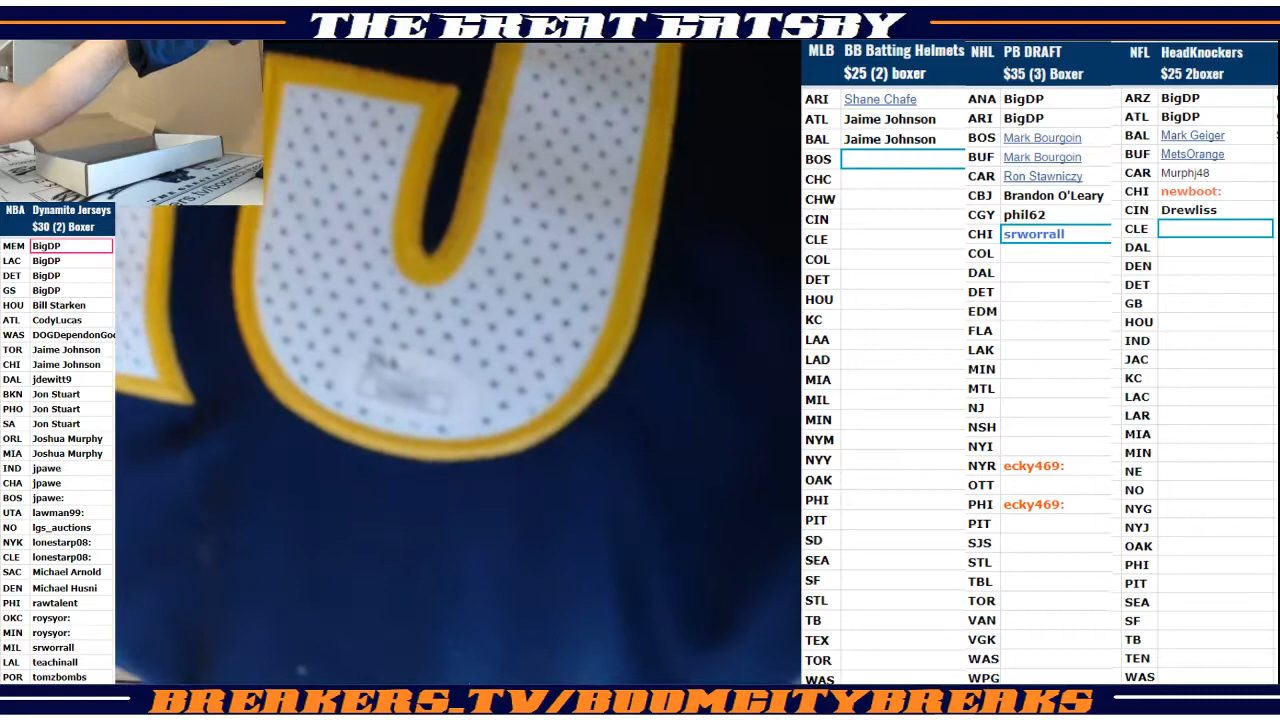 THE GREAT GATSBY
NBA Dynamite Jerseys
$30 (2) Boxer
MEM BigDP
LAC BigDP
DET BigDP
GS BigDP
HOU Bill Starken
ATL CodyLucas
WAS DOGDependonGoo
TOR Jaime Johnson
CHI Jaime Johnson
DAL jdewitt9
BKN Jon Stuart
PHO Jon Stuart
SA Jon Stuart
ORL Joshua Murphy
MIA Joshua Murphy
IND jpawe
CHA jpawe
BOS jpawe:
UTA lawman99:
NO lgs_auctions
NYK lonestarp08:
CLE lonestarp08:
SAC Michael Arnold
DEN Michael Husni
PHI rawtalent
OKC roysyor:
MIN roysyor:
MIL srworrall
LAL teachinall
POR tomzbombs
MLB BB Batting Helmets
$25 (2) boxer
ARI Shane Chafe
ATL Jaime Johnson
BAL Jaime Johnson
BOS
CHC
CHW
CIN
CLE
COL
DET
HOU
KC
LAA
LAD
MIA
MIL
MIN
NYM
NYY
OAK
PHI
PIT
SD
SEA
SF
STL
TB
TEX
TOR
WAS
NHL PB DRAFT
$35 (3) Boxer
ANA BigDP
ARI BigDP
BOS Mark Bourgoin
BUF Mark Bourgoin
CAR Ron Stawniczy
CBJ Brandon O'Leary
CGY phil62
CHI srworrall
COL
DAL
DET
EDM
FLA
LAK
MIN
MTL
NJ
NSH
NYI
NYR ecky469:
OTT
PHI ecky469:
PIT
SJS
STL
TBL
TOR
VAN
VGK
WAS
WPG
NFL HeadKnockers
$25 2boxer
ARZ BigDP
ATL BigDP
BAL Mark Geiger
BUF MetsOrange
CAR Murphj48
CHI newboot:
CIN Drewliss
CLE
DAL
DEN
DET
GB
HOU
IND
JAC
KC
LAC
LAR
MIA
MIN
NE
NO
NYG
NYJ
OAK
PHI
PIT
SEA
SF
TB
TEN
WAS
BREAKERS.TV/BOOMCITYBREAKS